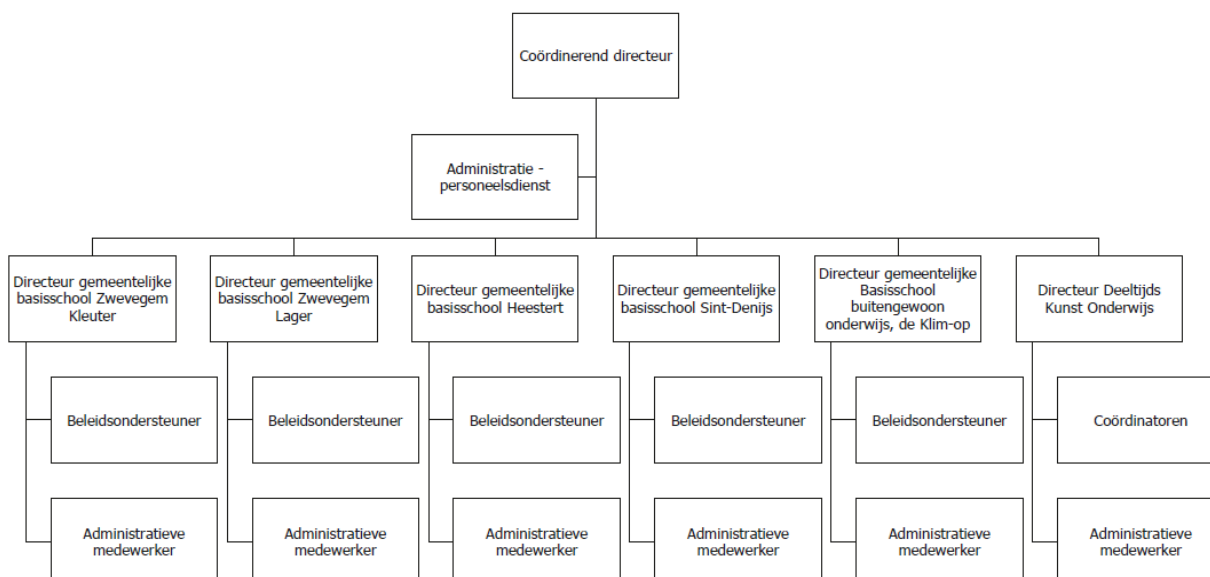 Coördinerend directeur
Administratie -
personeelsdienst
Directeur gemeentelijke
basisschool Zwevegem
Kleuter
Directeur gemeentelijke
basisschool Zwevegem
Lager
Directeur gemeentelijke
basisschool Heestert
Directeur gemeentelijke
basisschool Sint-Denijs
Directeur gemeentelijke
Basisschool
buitengewoon
onderwijs, de Klim-op
Directeur Deeltijds
Kunst Onderwijs
Beleidsondersteuner
Beleidsondersteuner
Beleidsondersteuner
Beleidsondersteuner
Beleidsondersteuner
Coördinatoren
Administratieve
medewerker
Administratieve
medewerker
Administratieve
medewerker
Administratieve
medewerker
Administratieve
medewerker
Administratieve
medewerker